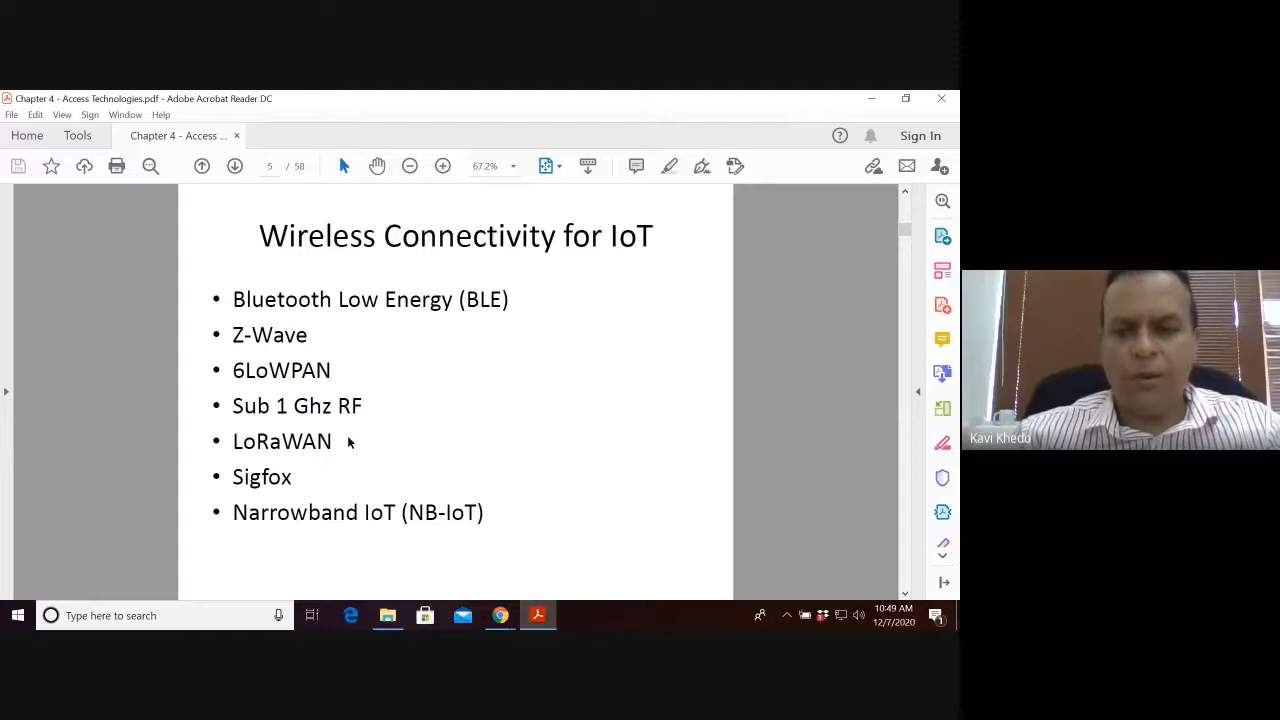 Chapter 4 - Access Technologies.pdf - Adobe Acrobat Reader DC
File Edit View Sign Window Help
Home Tools Chapter 4 - Access ... × Sign In
5 / 58 67.2%
Wireless Connectivity for IoT
• Bluetooth Low Energy (BLE)
• Z-Wave
• 6LoWPAN
• Sub 1 Ghz RF
• LoRaWAN
• Sigfox
• Narrowband IoT (NB-IoT)
Kavi Khedo
Type here to search
10:49 AM
12/7/2020
1